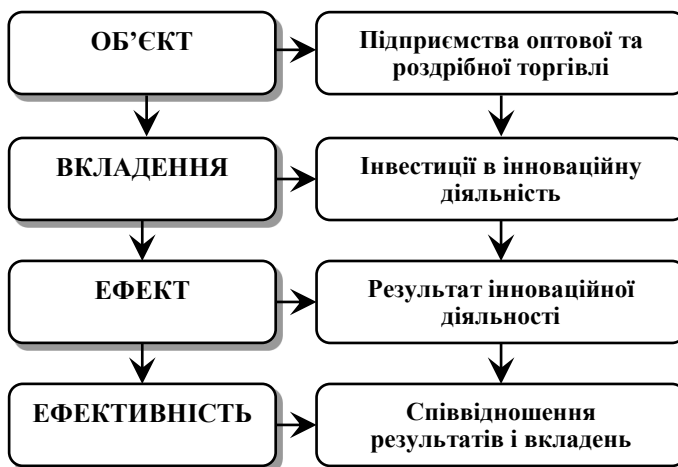 ОБ’ЄКТ
Підприємства оптової та
роздрібної торгівлі
ВКЛАДЕННЯ
Інвестиції в інноваційну
діяльність
ЕФЕКТ
Результат інноваційної
діяльності
ЕФЕКТИВНІСТЬ
Співвідношення
результатів і вкладень